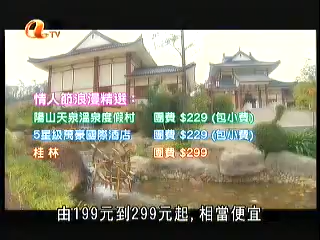 aTV
情人節浪漫精選：
陽山天泉溫泉度假村 團費 $229 (包小費)
5星級萬豪國際酒店 團費 $229 (包小費)
桂林 團費 $299
由199元到299元起,相當便宜